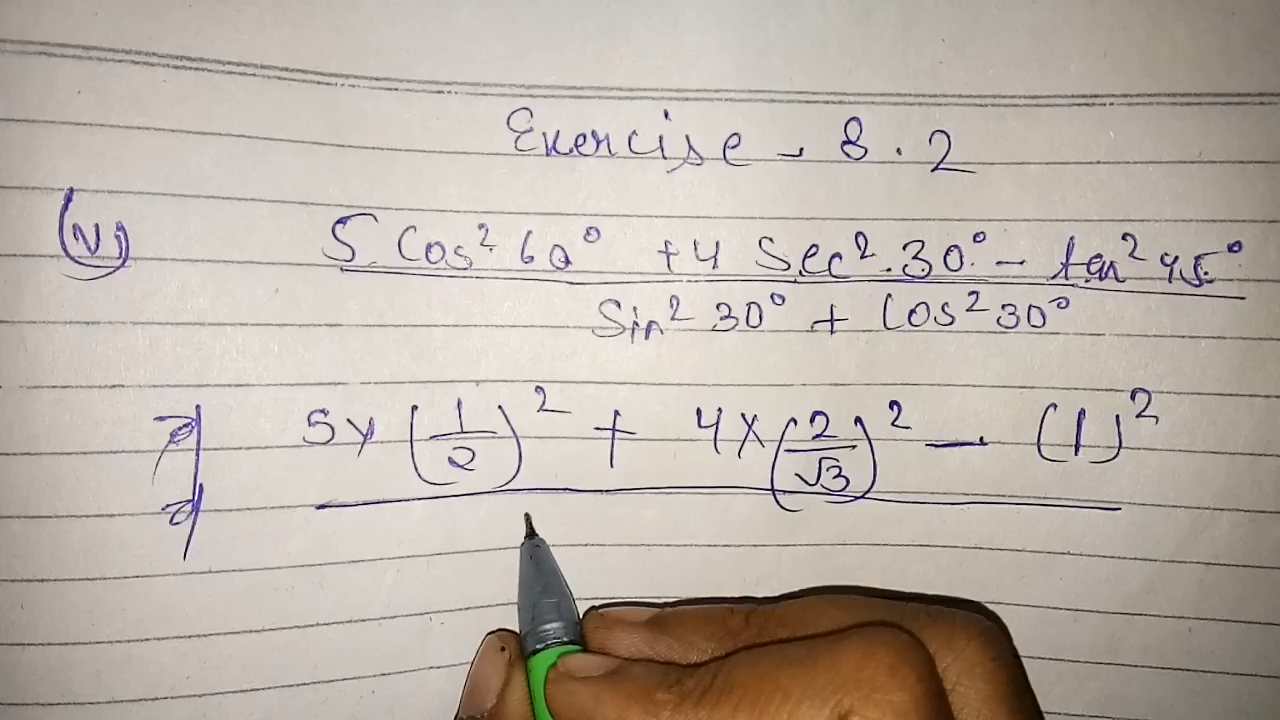 Exercise - 8.2
(v) 5 Cos² 60° + 4 Sec². 30° - tan² 45°
Sin² 30° + Cos² 30°
5 × (1/2)² + 4 × (2/√3)² - (1)²